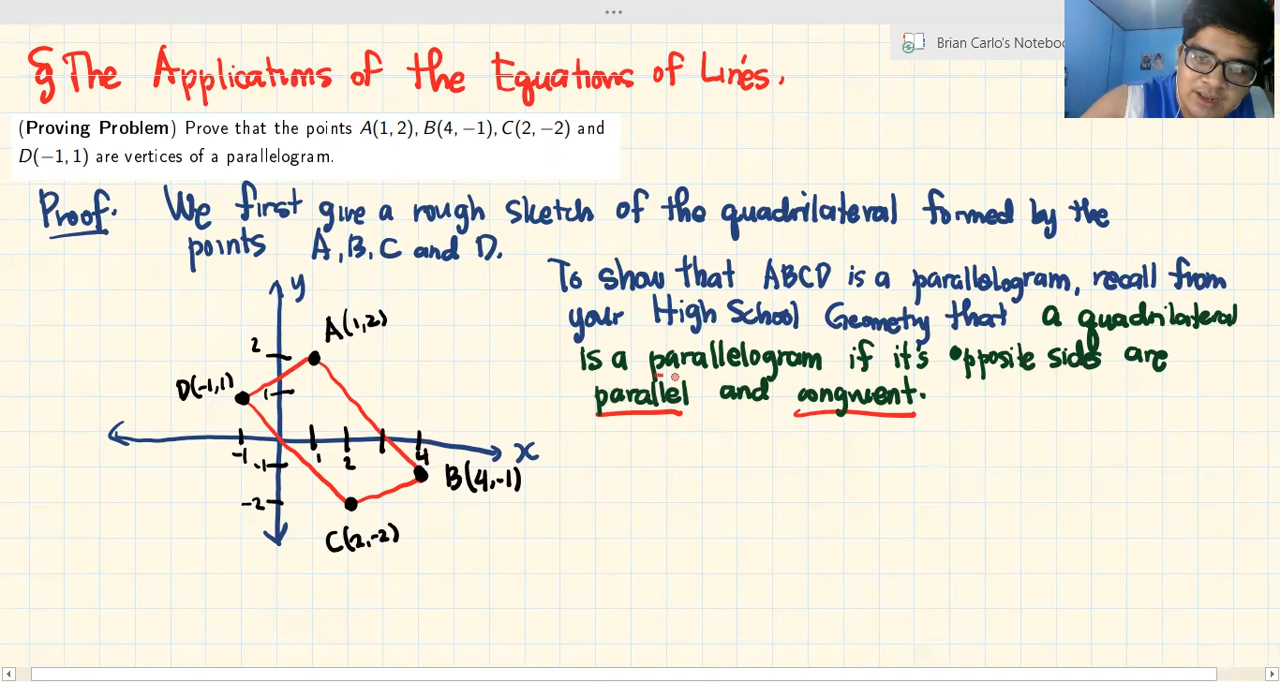 Brian Carlo's Noteboo
§ The Applications of the Equations of Lines.
(Proving Problem) Prove that the points A(1, 2), B(4, −1), C(2, −2) and
D(−1, 1) are vertices of a parallelogram.
Proof. We first give a rough sketch of the quadrilateral formed by the
points A, B, C and D.
To show that ABCD is a parallologram, recall from
your High School Geometry that a quadrilateral
is a parallelogram if it's opposite sides are
parallel and congruent.
y
A(1,2)
2
D(-1,1)
1
x
-1
1
2
4
-1
B(4,-1)
-2
C(2,-2)